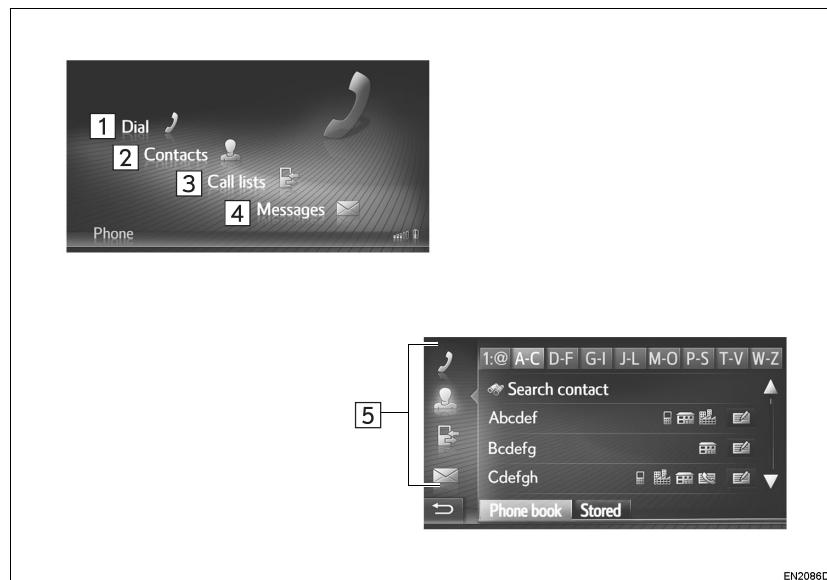 1 Dial
2 Contacts
3 Call lists
4 Messages
Phone
5
1:@ A-C D-F G-I J-L M-O P-S T-V W-Z
Search contact
Abcdef
Bcdefg
Cdefgh
Phone book Stored
EN2086D